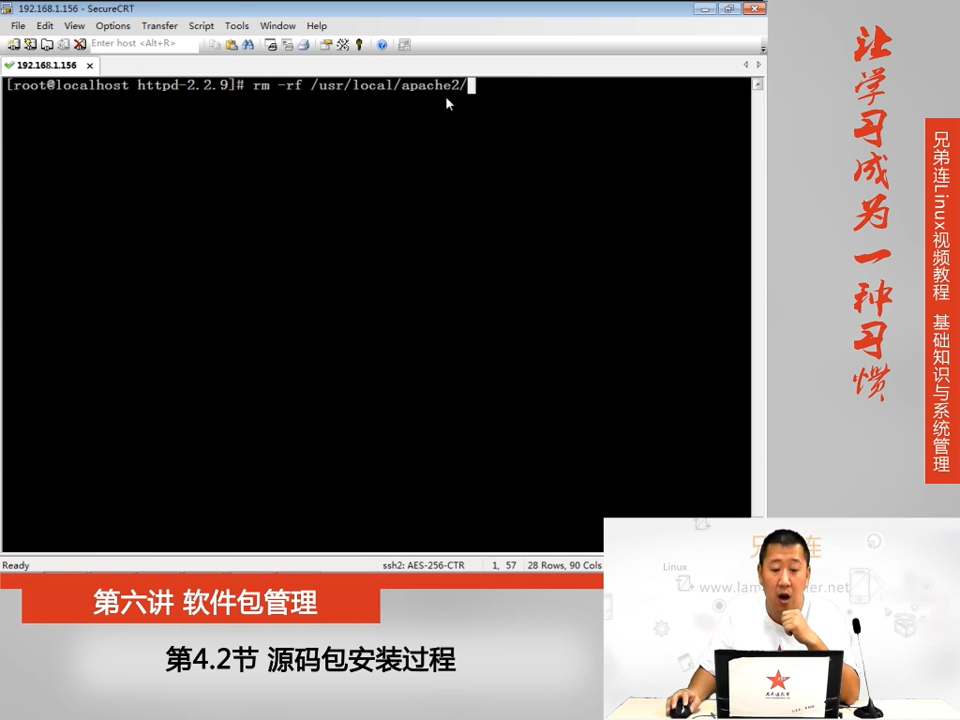 192.168.1.156 - SecureCRT
File Edit View Options Transfer Script Tools Window Help
Enter host <Alt+R>
192.168.1.156
[root@localhost httpd-2.2.9]# rm -rf /usr/local/apache2/
Ready ssh2: AES-256-CTR 1, 57 28 Rows, 90 Cols
让学习成为一种习惯
兄弟连Linux视频教程 基础知识与系统管理
第六讲 软件包管理
第4.2节 源码包安装过程
Linux